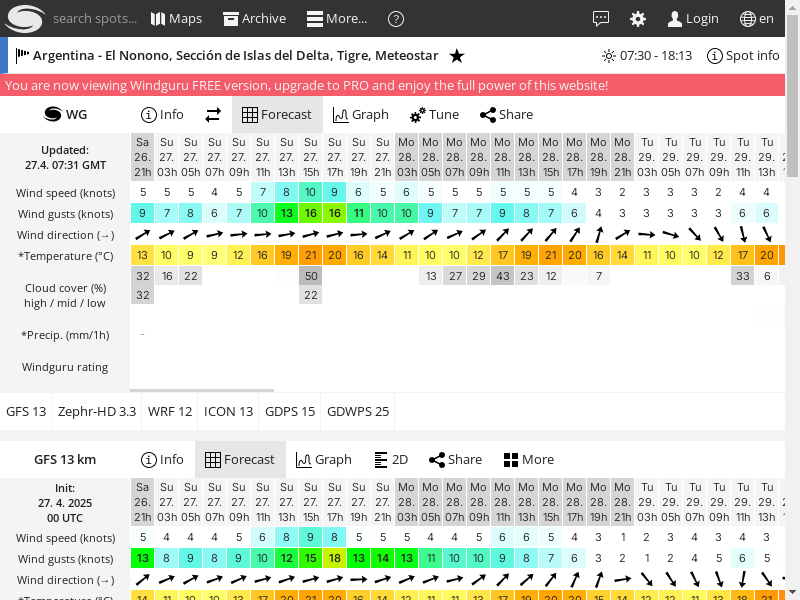 search spots... Maps Archive More... Login en
Argentina - El Nonono, Sección de Islas del Delta, Tigre, Meteostar 07:30 - 18:13 Spot info
You are now viewing Windguru FREE version, upgrade to PRO and enjoy the full power of this website!
WG Info Forecast Graph Tune Share
Updated:
27.4. 07:31 GMT
Sa Su Su Su Su Su Su Su Su Su Su Mo Mo Mo Mo Mo Mo Mo Mo Mo Mo Tu Tu Tu Tu Tu Tu
26. 27. 27. 27. 27. 27. 27. 27. 27. 27. 27. 28. 28. 28. 28. 28. 28. 28. 28. 28. 28. 29. 29. 29. 29. 29. 29.
21h 03h 05h 07h 09h 11h 13h 15h 17h 19h 21h 03h 05h 07h 09h 11h 13h 15h 17h 19h 21h 03h 05h 07h 09h 11h 13h
Wind speed (knots) 5 5 5 4 5 7 8 10 9 6 5 6 5 5 5 5 5 5 4 3 2 3 3 3 2 4 4
Wind gusts (knots) 9 7 8 6 7 10 13 16 16 11 10 10 9 7 7 9 8 7 6 4 3 3 3 3 3 6 6
Wind direction (→)
*Temperature (°C) 13 10 9 9 12 16 19 21 20 16 14 11 10 10 12 17 19 21 20 16 14 11 10 10 12 17 20
Cloud cover (%)
high / mid / low
32 16 22 50 13 27 29 43 23 12 7 33 6
32 22
*Precip. (mm/1h) -
Windguru rating
GFS 13 Zephr-HD 3.3 WRF 12 ICON 13 GDPS 15 GDWPS 25
GFS 13 km Info Forecast Graph 2D Share More
Init:
27. 4. 2025
00 UTC
Sa Su Su Su Su Su Su Su Su Su Su Mo Mo Mo Mo Mo Mo Mo Mo Mo Mo Tu Tu Tu Tu Tu Tu
26. 27. 27. 27. 27. 27. 27. 27. 27. 27. 27. 28. 28. 28. 28. 28. 28. 28. 28. 28. 28. 29. 29. 29. 29. 29. 29.
21h 03h 05h 07h 09h 11h 13h 15h 17h 19h 21h 03h 05h 07h 09h 11h 13h 15h 17h 19h 21h 03h 05h 07h 09h 11h 13h
Wind speed (knots) 5 4 4 4 5 6 8 9 8 5 5 5 4 4 5 6 6 5 4 3 1 2 3 4 3 4 3
Wind gusts (knots) 13 8 9 8 9 10 12 15 18 13 14 13 11 10 10 9 8 7 6 3 2 1 2 4 5 6 5
Wind direction (→)
*Temperature (°C)